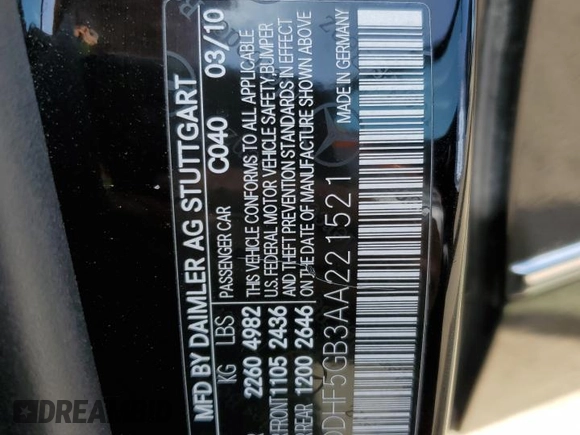 MFD BY DAIMLER AG STUTTGART
C040 03/10
KG LBS PASSENGER CAR
2260 4982
FRONT 1105 2436
REAR 1200 2646
THIS VEHICLE CONFORMS TO ALL APPLICABLE
U.S. FEDERAL MOTOR VEHICLE SAFETY, BUMPER
AND THEFT PREVENTION STANDARDS IN EFFECT
ON THE DATE OF MANUFACTURE SHOWN ABOVE
MADE IN GERMANY
DHF5GB3AA221521